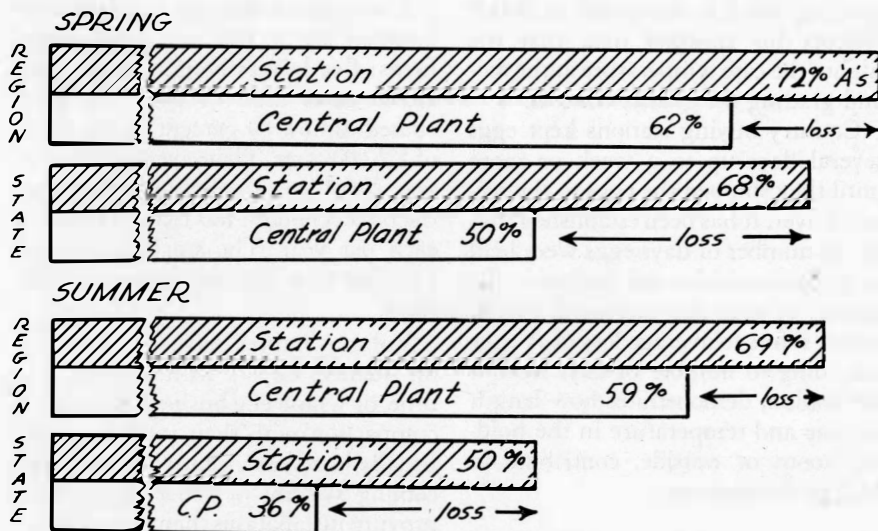 SPRING
REGION
Station 72% A's
Central Plant 62% loss
STATE
Station 68%
Central Plant 50% loss
SUMMER
REGION
Station 69%
Central Plant 59% loss
STATE
Station 50%
C.P. 36% loss